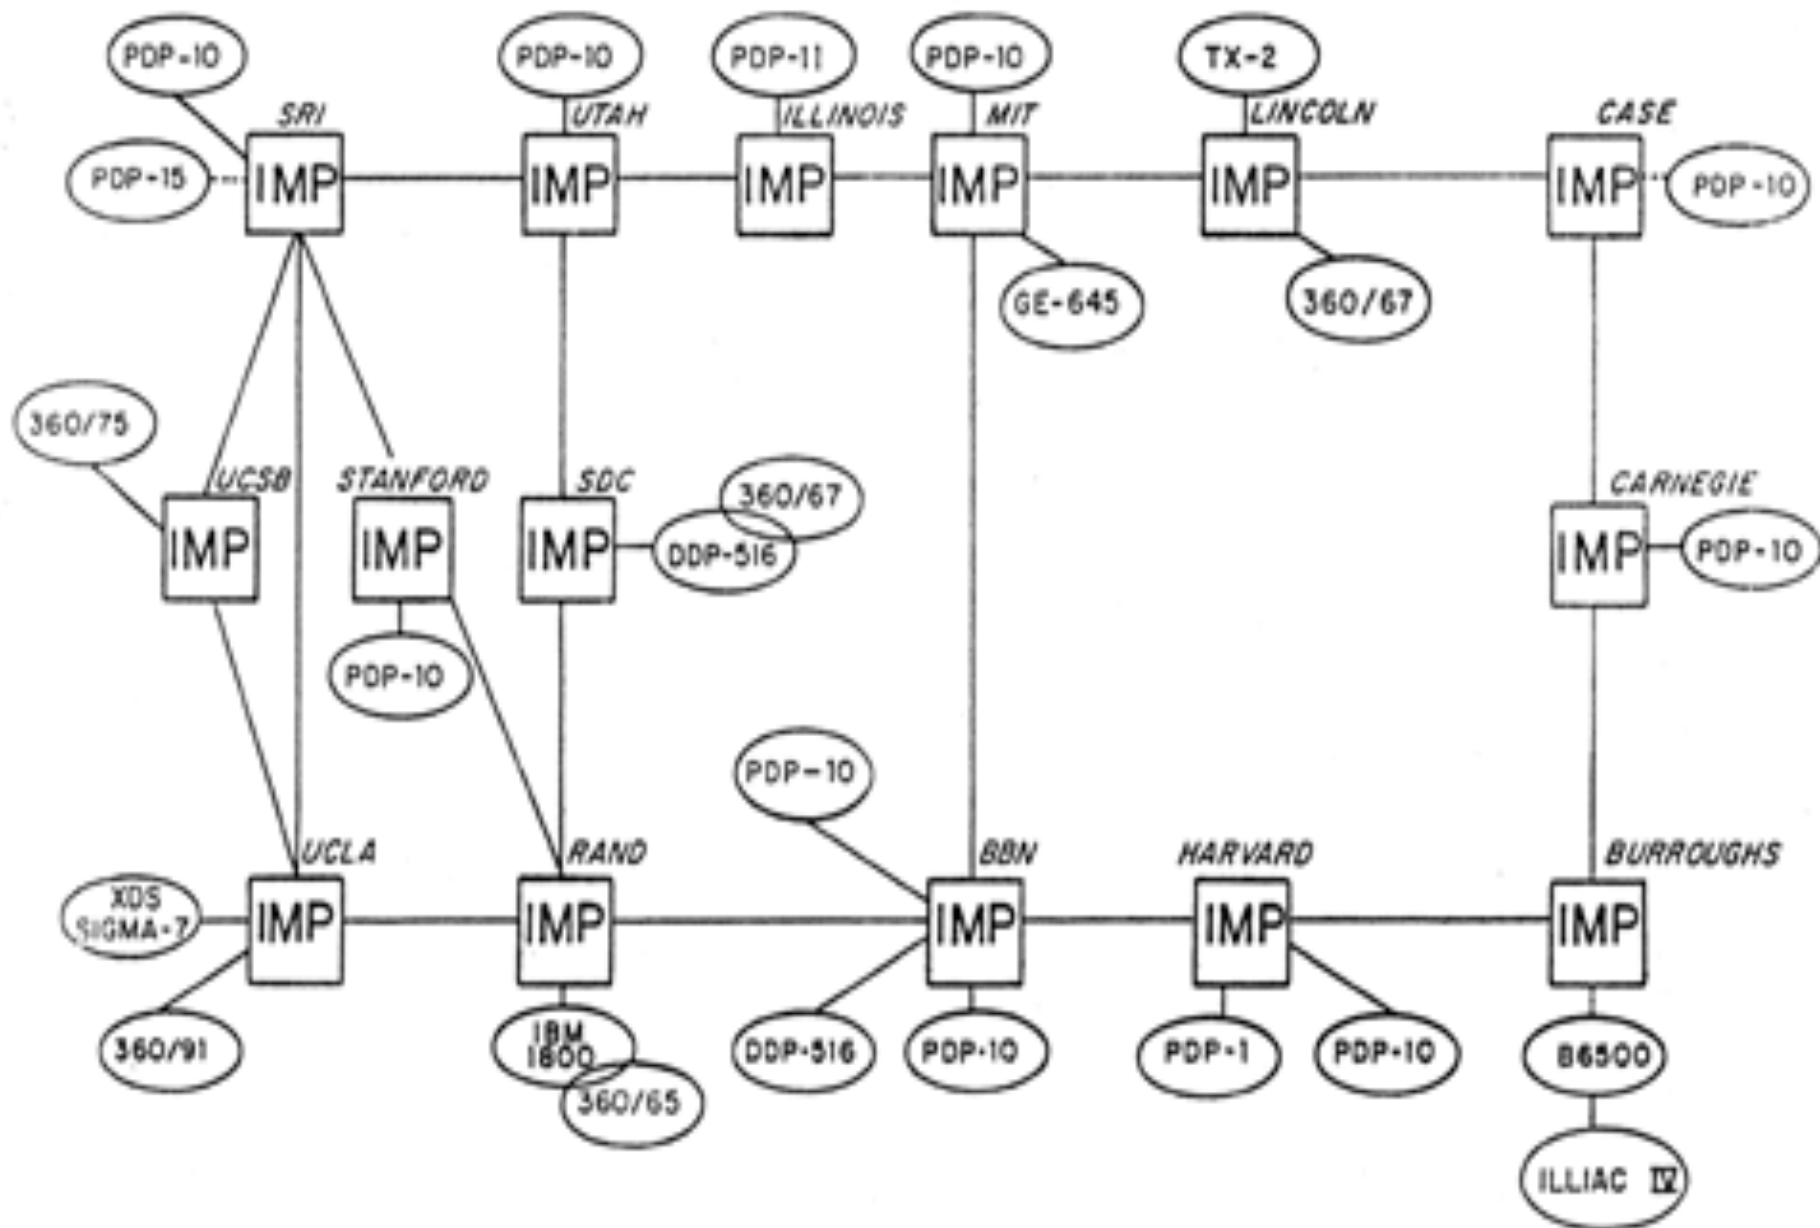 PDP-10
PDP-10
PDP-11
PDP-10
TX-2
SRI
UTAH
ILLINOIS
MIT
LINCOLN
CASE
PDP-15
IMP
IMP
IMP
IMP
IMP
IMP
PDP-10
GE-645
360/67
360/75
UCSB
STANFORD
SDC
360/67
CARNEGIE
IMP
IMP
IMP
DDP-516
IMP
PDP-10
PDP-10
PDP-10
UCLA
RAND
BBN
HARVARD
BURROUGHS
XDS
SIGMA-7
IMP
IMP
IMP
IMP
IMP
360/91
IBM
1800
360/65
DDP-516
PDP-10
PDP-1
PDP-10
B6500
ILLIAC IV